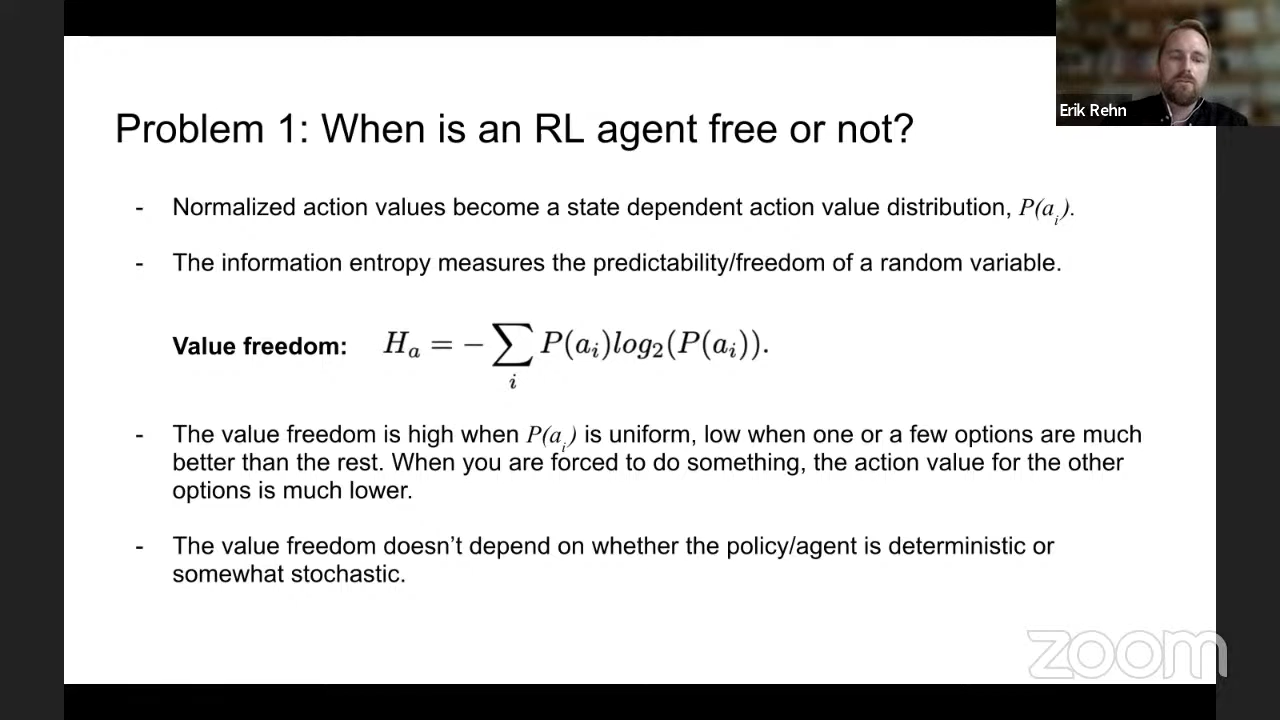 Erik Rehn
Problem 1: When is an RL agent free or not?
- Normalized action values become a state dependent action value distribution, P(aᵢ).
- The information entropy measures the predictability/freedom of a random variable.
Value freedom: Hₐ = − ∑ᵢ P(aᵢ)log₂(P(aᵢ)).
- The value freedom is high when P(aᵢ) is uniform, low when one or a few options are much
better than the rest. When you are forced to do something, the action value for the other
options is much lower.
- The value freedom doesn’t depend on whether the policy/agent is deterministic or
somewhat stochastic.
zoom